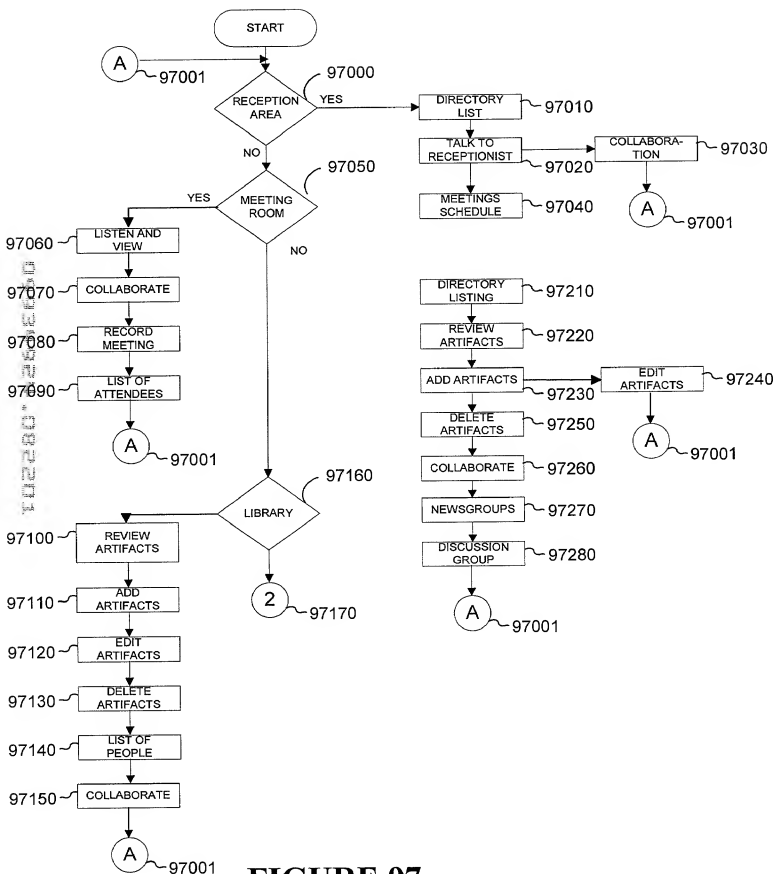 START
A
97001
97000
RECEPTION
AREA
YES
DIRECTORY
LIST
97010
NO
TALK TO
RECEPTIONIST
97020
COLLABORA-
TION
97030
97050
MEETING
ROOM
YES
MEETINGS
SCHEDULE
97040
A
97001
97060
LISTEN AND
VIEW
NO
97070
COLLABORATE
97080
RECORD
MEETING
97090
LIST OF
ATTENDEES
A
97001
DIRECTORY
LISTING
97210
REVIEW
ARTIFACTS
97220
ADD ARTIFACTS
97230
EDIT
ARTIFACTS
97240
DELETE
ARTIFACTS
97250
A
97001
COLLABORATE
97260
NEWSGROUPS
97270
DISCUSSION
GROUP
97280
A
97001
97160
LIBRARY
97100
REVIEW
ARTIFACTS
2
97170
97110
ADD
ARTIFACTS
97120
EDIT
ARTIFACTS
97130
DELETE
ARTIFACTS
97140
LIST OF
PEOPLE
97150
COLLABORATE
A
97001
FIGURE 97